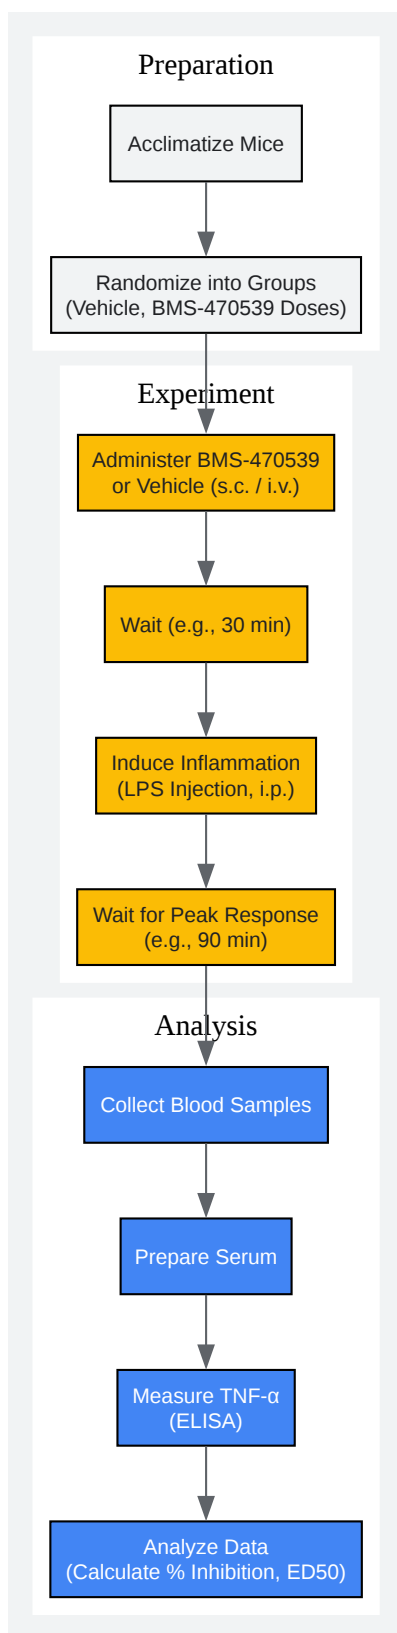 Preparation
Acclimatize Mice
Randomize into Groups
(Vehicle, BMS-470539 Doses)
Experiment
Administer BMS-470539
or Vehicle (s.c. / i.v.)
Wait (e.g., 30 min)
Induce Inflammation
(LPS Injection, i.p.)
Wait for Peak Response
(e.g., 90 min)
Analysis
Collect Blood Samples
Prepare Serum
Measure TNF-α
(ELISA)
Analyze Data
(Calculate % Inhibition, ED50)